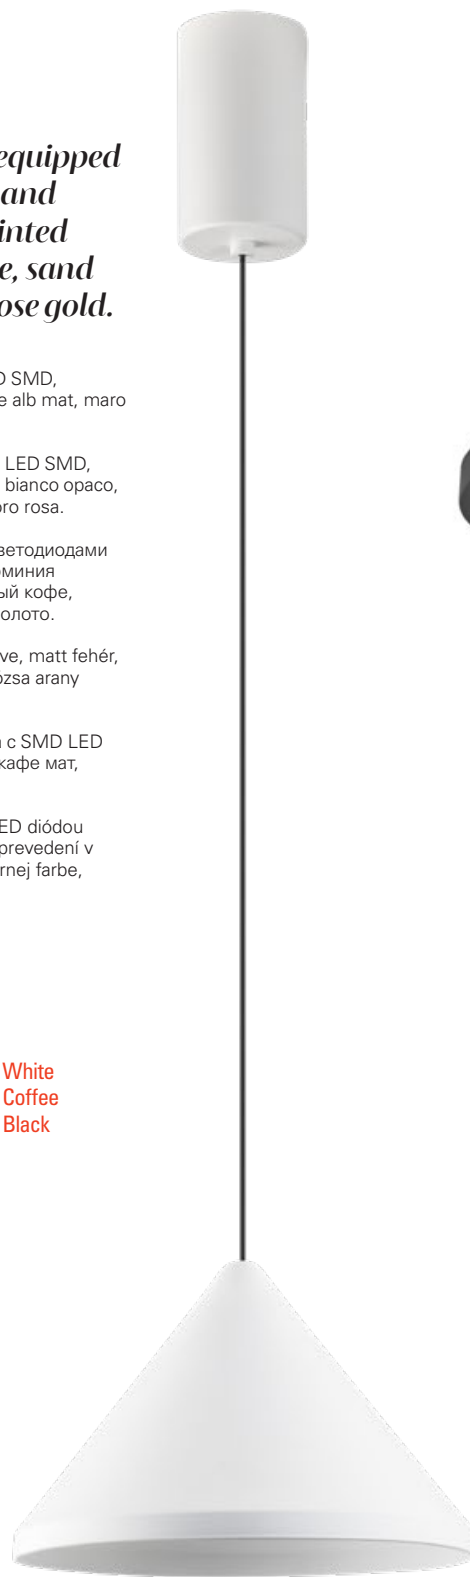 equipped
and
inted
e, sand
ose gold.
D SMD,
e alb mat, maro
LED SMD,
bianco opaco,
oro rosa.
ветодиодами
оминия
ый кофе,
олото.
ve, matt fehér,
ózsa arany
а с SMD LED
кафе мат,
ED diódou
prevedení v
rnej farbe,
White
Coffee
Black